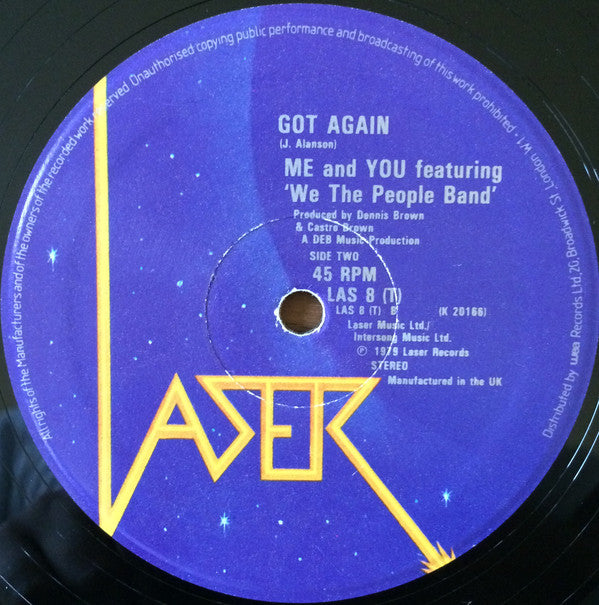 GOT AGAIN
(J. Alanson)
ME and YOU featuring
'We The People Band'
Produced by Dennis Brown
& Castro Brown
A DEB Music Production
SIDE TWO
45 RPM
LAS 8 (T)
LAS 8 (T) B (K 20166)
Laser Music Ltd./
Intersong Music Ltd.
℗ 1979 Laser Records
STEREO
Manufactured in the UK
LASER
All rights of the Manufacturers and of the owners of the recorded work reserved Unauthorised copying public performance and broadcasting of this work prohibited · Distributed by wea Records Ltd, 20, Broadwick St, London W1 ·